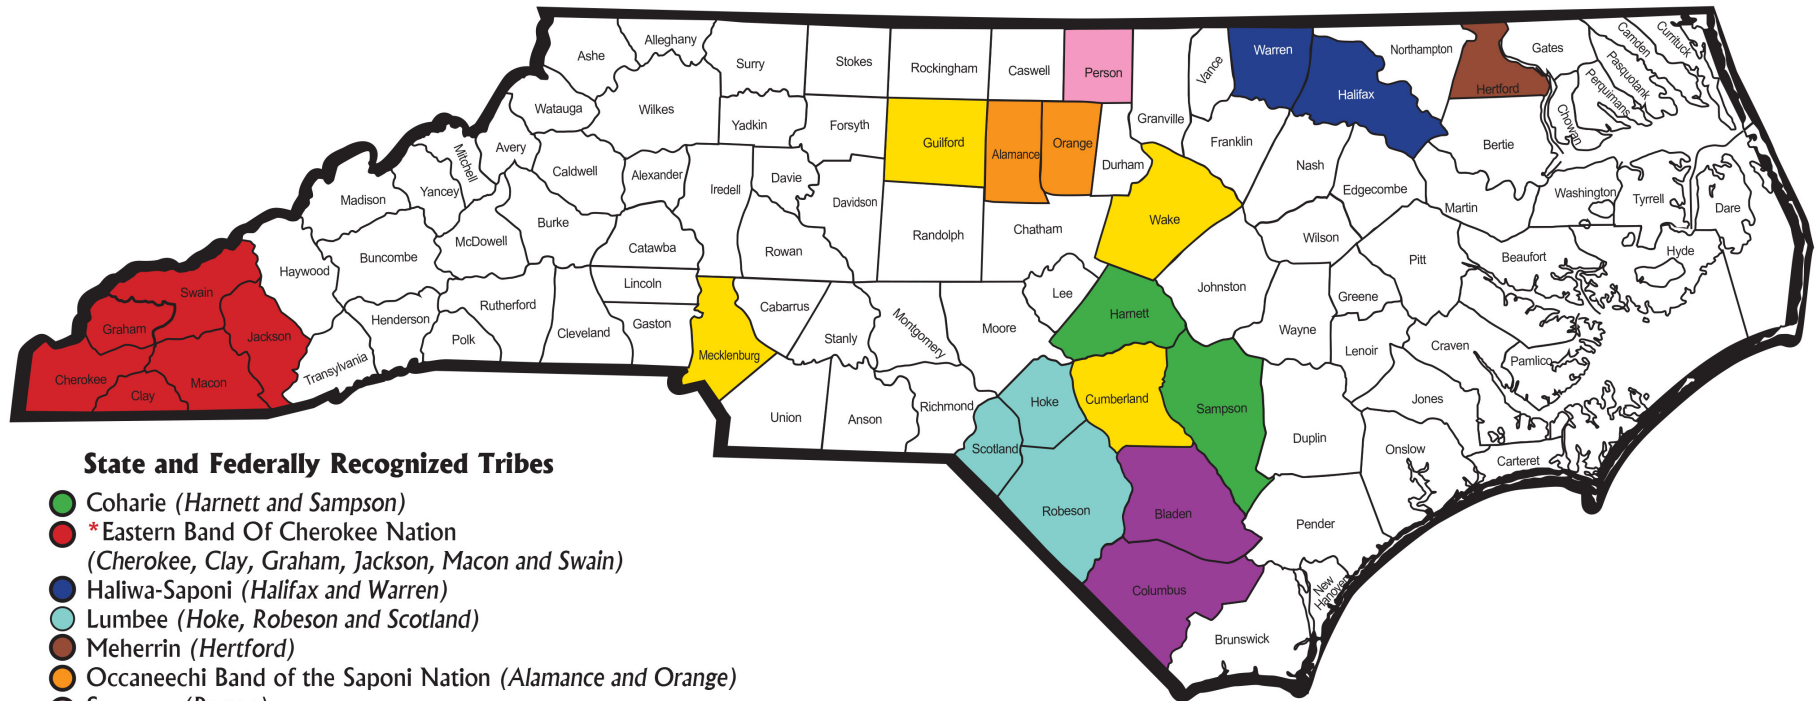 Ashe
Alleghany
Surry
Stokes
Rockingham
Caswell
Person
Granville
Vance
Warren
Halifax
Northampton
Hertford
Gates
Camden
Currituck
Pasquotank
Perquimans
Chowan
Watauga
Wilkes
Yadkin
Forsyth
Guilford
Alamance
Orange
Durham
Franklin
Nash
Edgecombe
Bertie
Martin
Washington
Tyrrell
Dare
Mitchell
Avery
Caldwell
Alexander
Iredell
Davie
Davidson
Randolph
Chatham
Wake
Wilson
Pitt
Beaufort
Hyde
Madison
Yancey
Burke
McDowell
Catawba
Rowan
Buncombe
Haywood
Swain
Graham
Jackson
Cherokee
Clay
Macon
Transylvania
Henderson
Polk
Rutherford
Cleveland
Lincoln
Gaston
Mecklenburg
Cabarrus
Stanly
Montgomery
Moore
Lee
Harnett
Johnston
Wayne
Greene
Lenoir
Craven
Pamlico
Jones
Union
Anson
Richmond
Scotland
Hoke
Cumberland
Sampson
Duplin
Onslow
Carteret
Robeson
Bladen
Pender
Columbus
New
Hanover
Brunswick
State and Federally Recognized Tribes
Coharie (Harnett and Sampson)
*Eastern Band Of Cherokee Nation
(Cherokee, Clay, Graham, Jackson, Macon and Swain)
Haliwa-Saponi (Halifax and Warren)
Lumbee (Hoke, Robeson and Scotland)
Meherrin (Hertford)
Occaneechi Band of the Saponi Nation (Alamance and Orange)